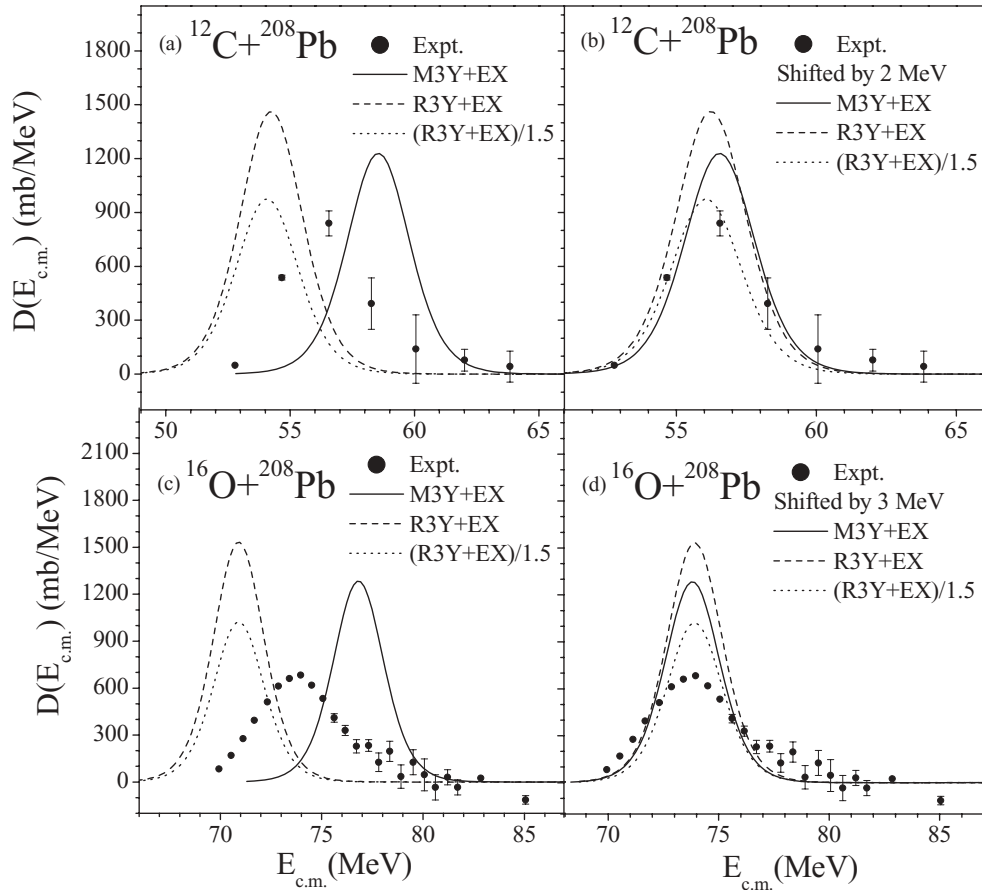 (a) ¹²C+²⁰⁸Pb
Expt.
M3Y+EX
R3Y+EX
(R3Y+EX)/1.5
(b) ¹²C+²⁰⁸Pb
Expt.
Shifted by 2 MeV
M3Y+EX
R3Y+EX
(R3Y+EX)/1.5
D(E_c.m.) (mb/MeV)
1800
1500
1200
900
600
300
0
50 55 60 65
55 60 65
(c) ¹⁶O+²⁰⁸Pb
Expt.
M3Y+EX
R3Y+EX
(R3Y+EX)/1.5
(d) ¹⁶O+²⁰⁸Pb
Expt.
Shifted by 3 MeV
M3Y+EX
R3Y+EX
(R3Y+EX)/1.5
D(E_c.m.) (mb/MeV)
2100
1800
1500
1200
900
600
300
0
70 75 80 85
70 75 80 85
E_c.m. (MeV)
E_c.m. (MeV)